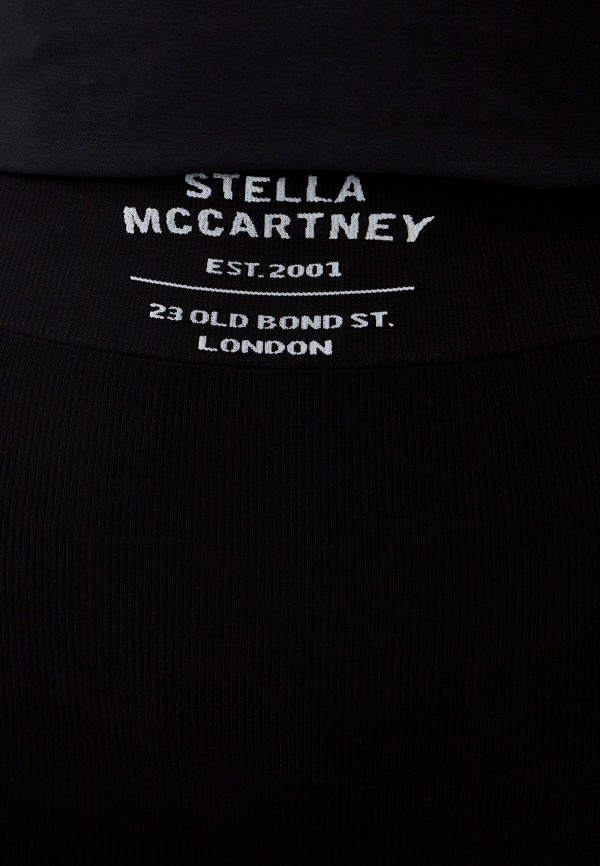 STELLA
MCCARTNEY
EST. 2001
23 OLD BOND ST.
LONDON